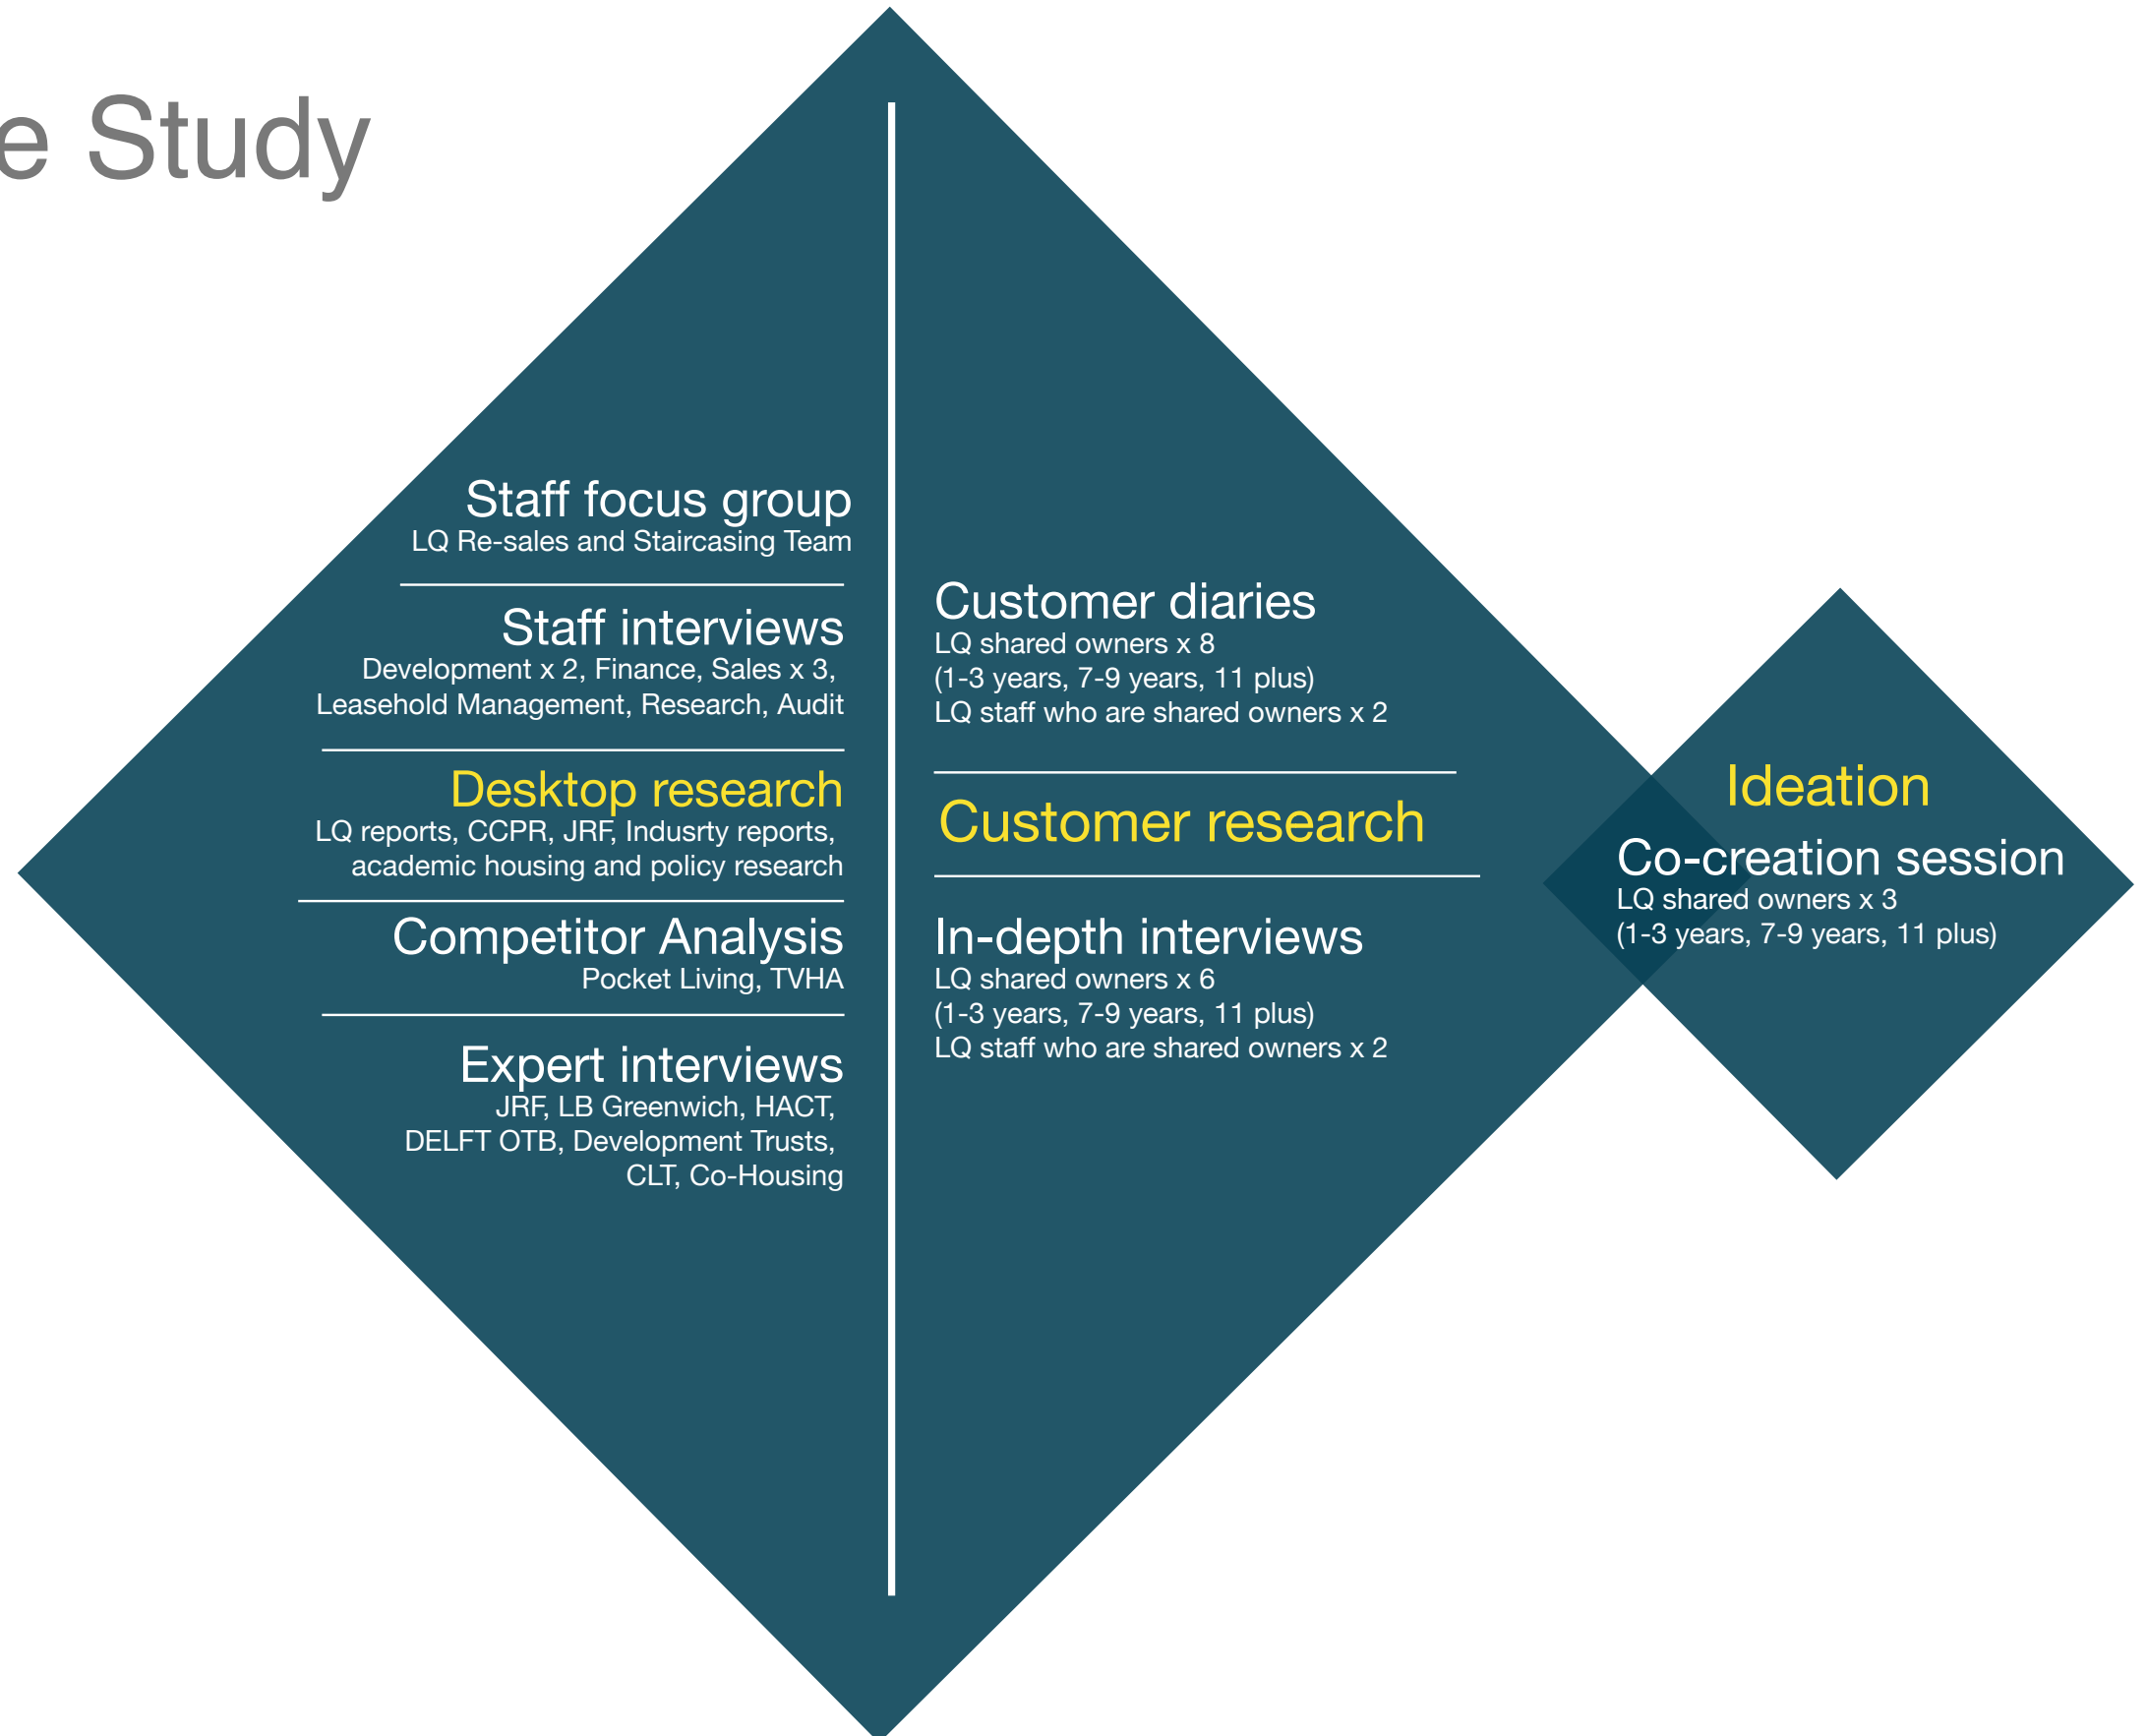 e Study
Staff focus group
LQ Re-sales and Staircasing Team
Staff interviews
Development x 2, Finance, Sales x 3,
Leasehold Management, Research, Audit
Desktop research
LQ reports, CCPR, JRF, Indusrty reports,
academic housing and policy research
Competitor Analysis
Pocket Living, TVHA
Expert interviews
JRF, LB Greenwich, HACT,
DELFT OTB, Development Trusts,
CLT, Co-Housing
Customer diaries
LQ shared owners x 8
(1-3 years, 7-9 years, 11 plus)
LQ staff who are shared owners x 2
Customer research
In-depth interviews
LQ shared owners x 6
(1-3 years, 7-9 years, 11 plus)
LQ staff who are shared owners x 2
Ideation
Co-creation session
LQ shared owners x 3
(1-3 years, 7-9 years, 11 plus)